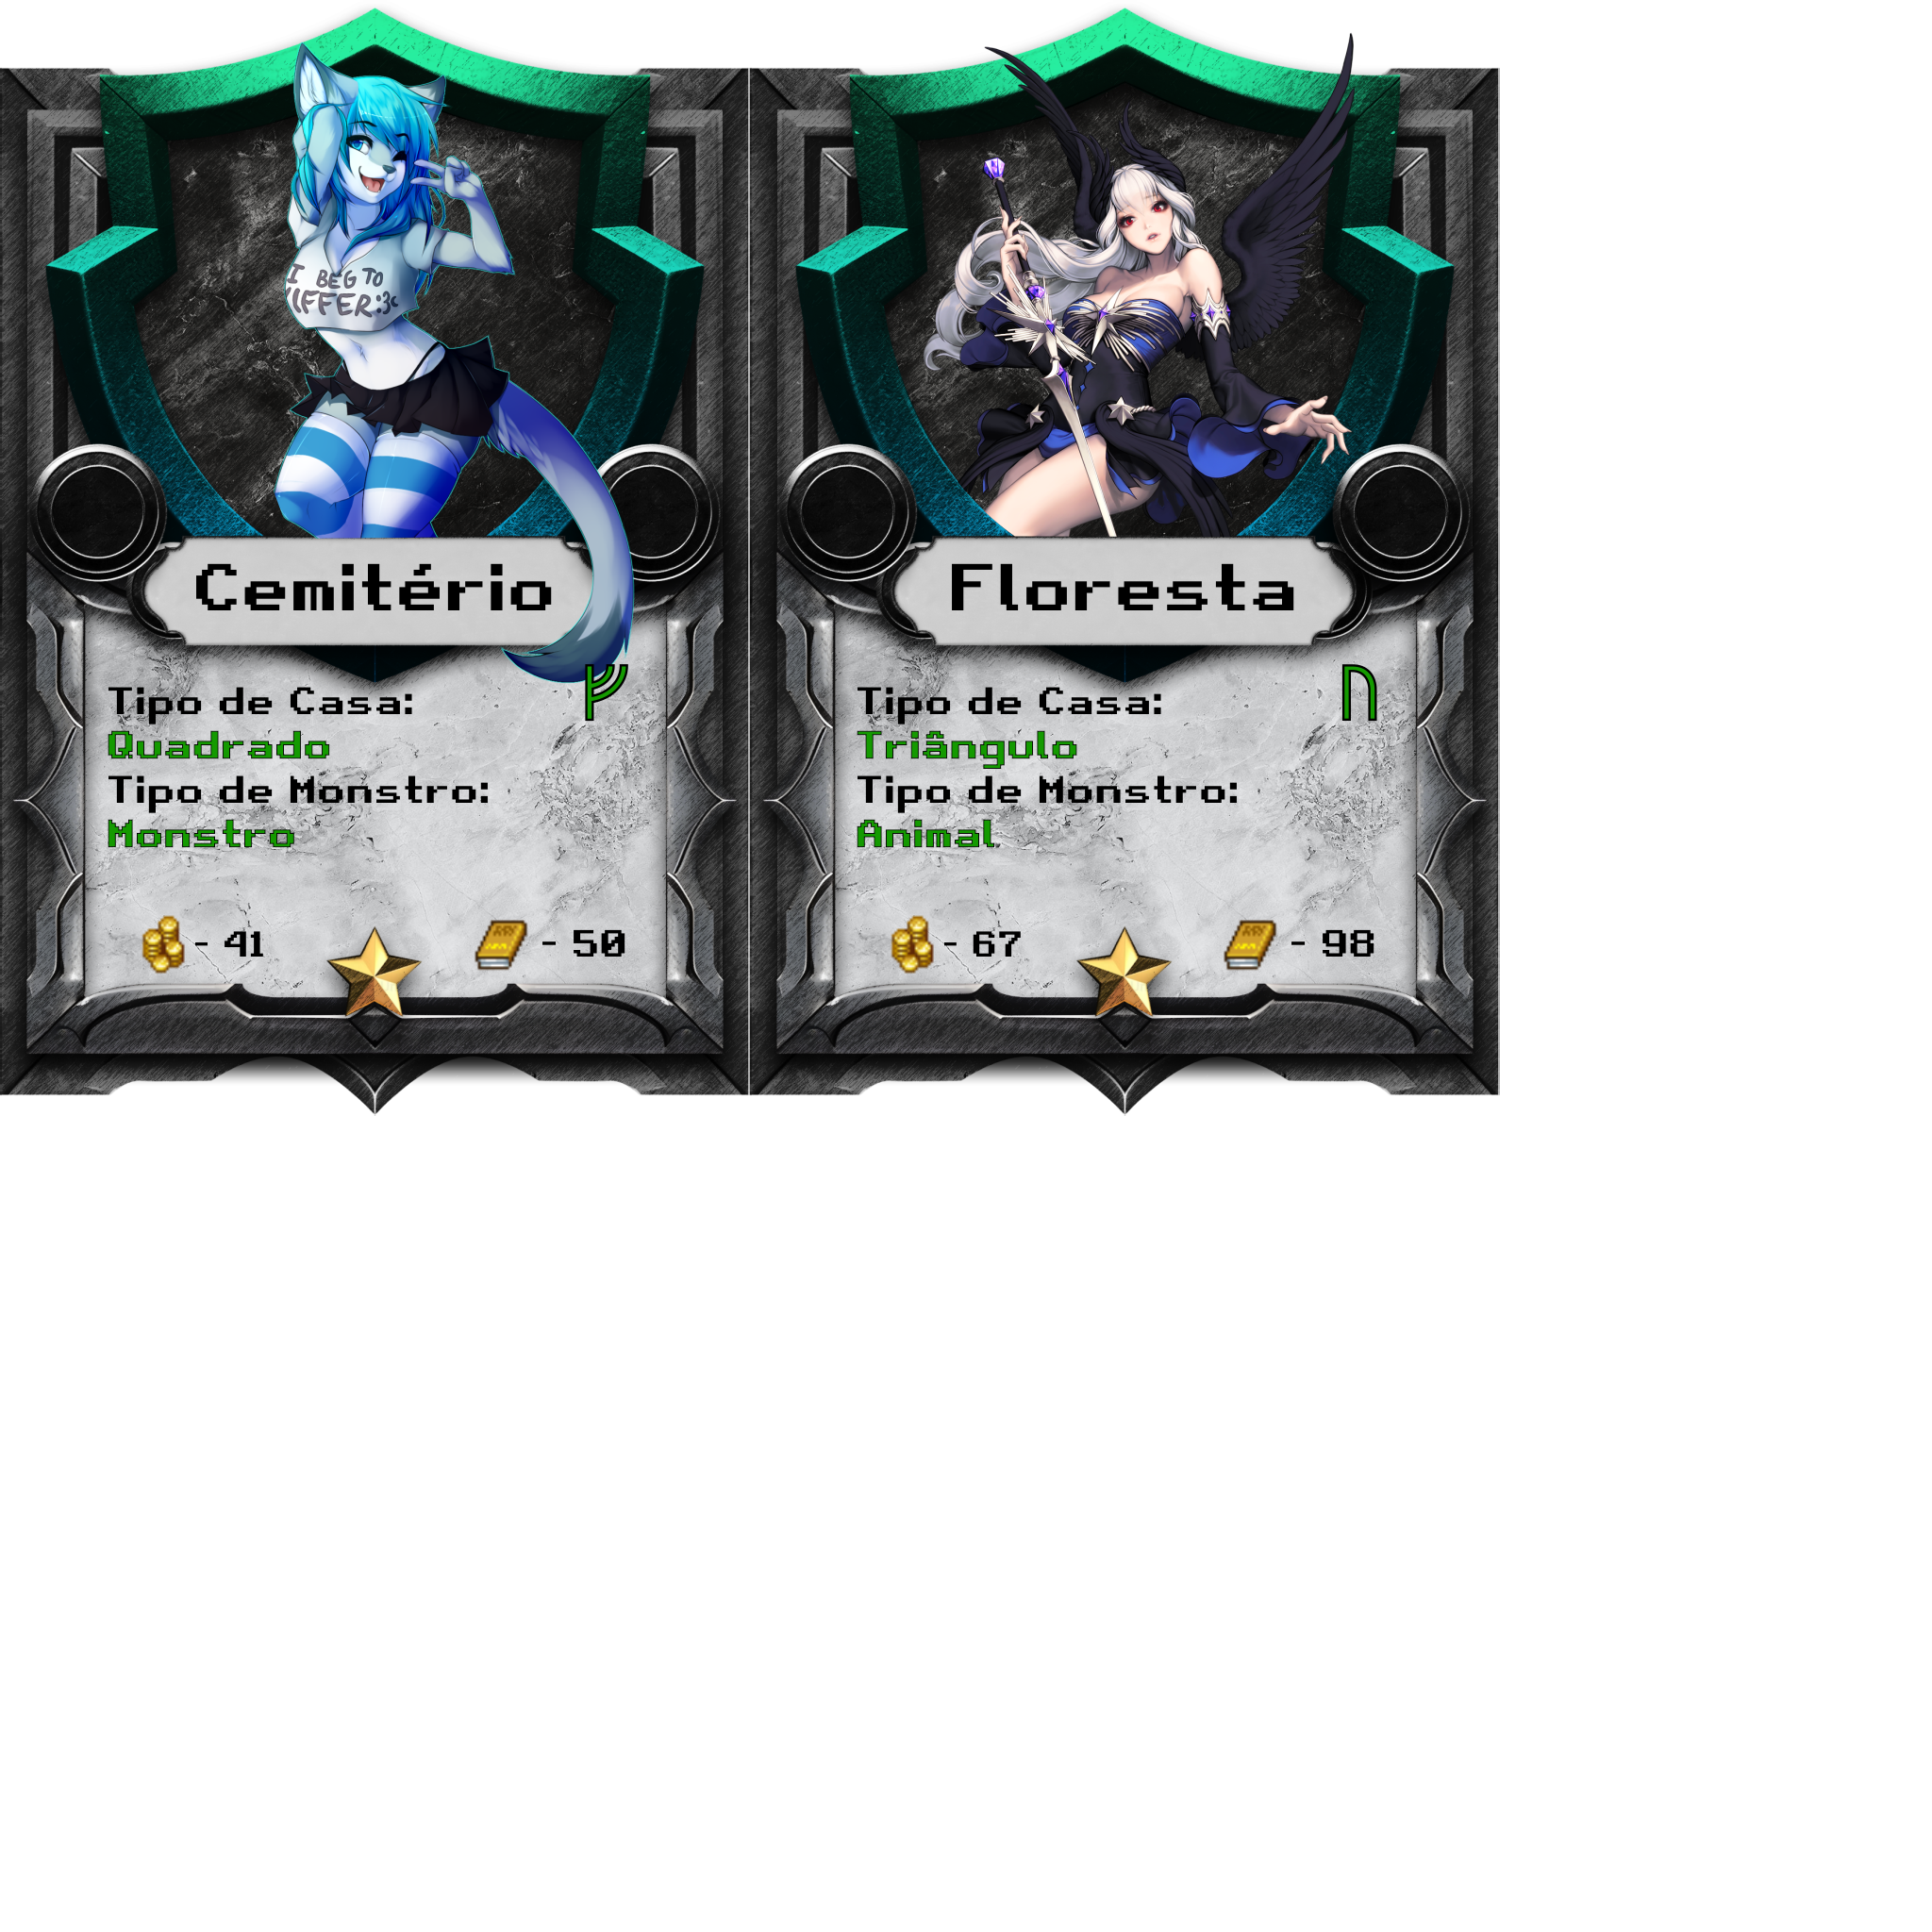 I BEG TO
IFFER:3c
Cemitério
Tipo de Casa:
Quadrado
Tipo de Monstro:
Monstro
- 41
- 50
Floresta
Tipo de Casa:
Triângulo
Tipo de Monstro:
Animal
- 67
- 98